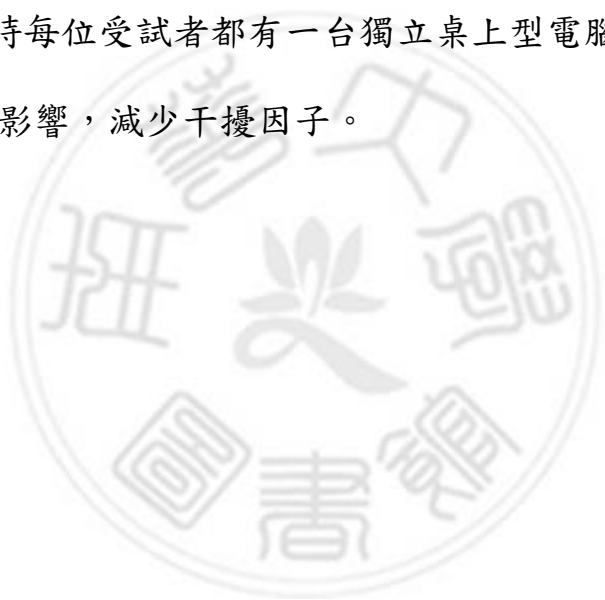 每位受試者都有一台獨立桌上型電腦
影響，減少干擾因子。
書